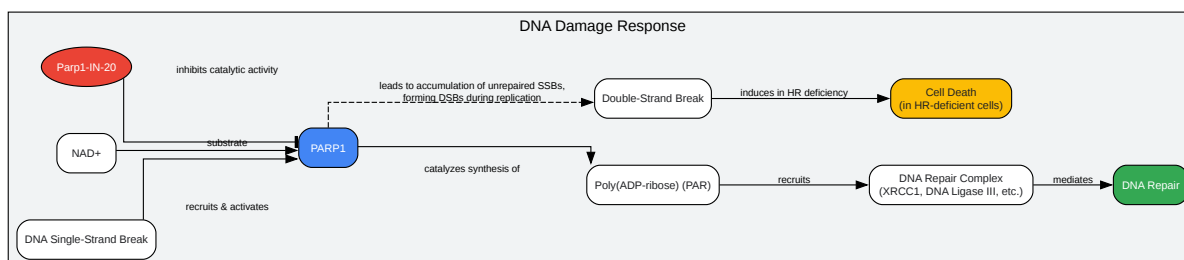 DNA Damage Response
Parp1-IN-20
inhibits catalytic activity
leads to accumulation of unrepaired SSBs,
forming DSBs during replication
Double-Strand Break
induces in HR deficiency
Cell Death
(in HR-deficient cells)
NAD+
substrate
PARP1
catalyzes synthesis of
Poly(ADP-ribose) (PAR)
recruits
DNA Repair Complex
(XRCC1, DNA Ligase III, etc.)
mediates
DNA Repair
recruits & activates
DNA Single-Strand Break